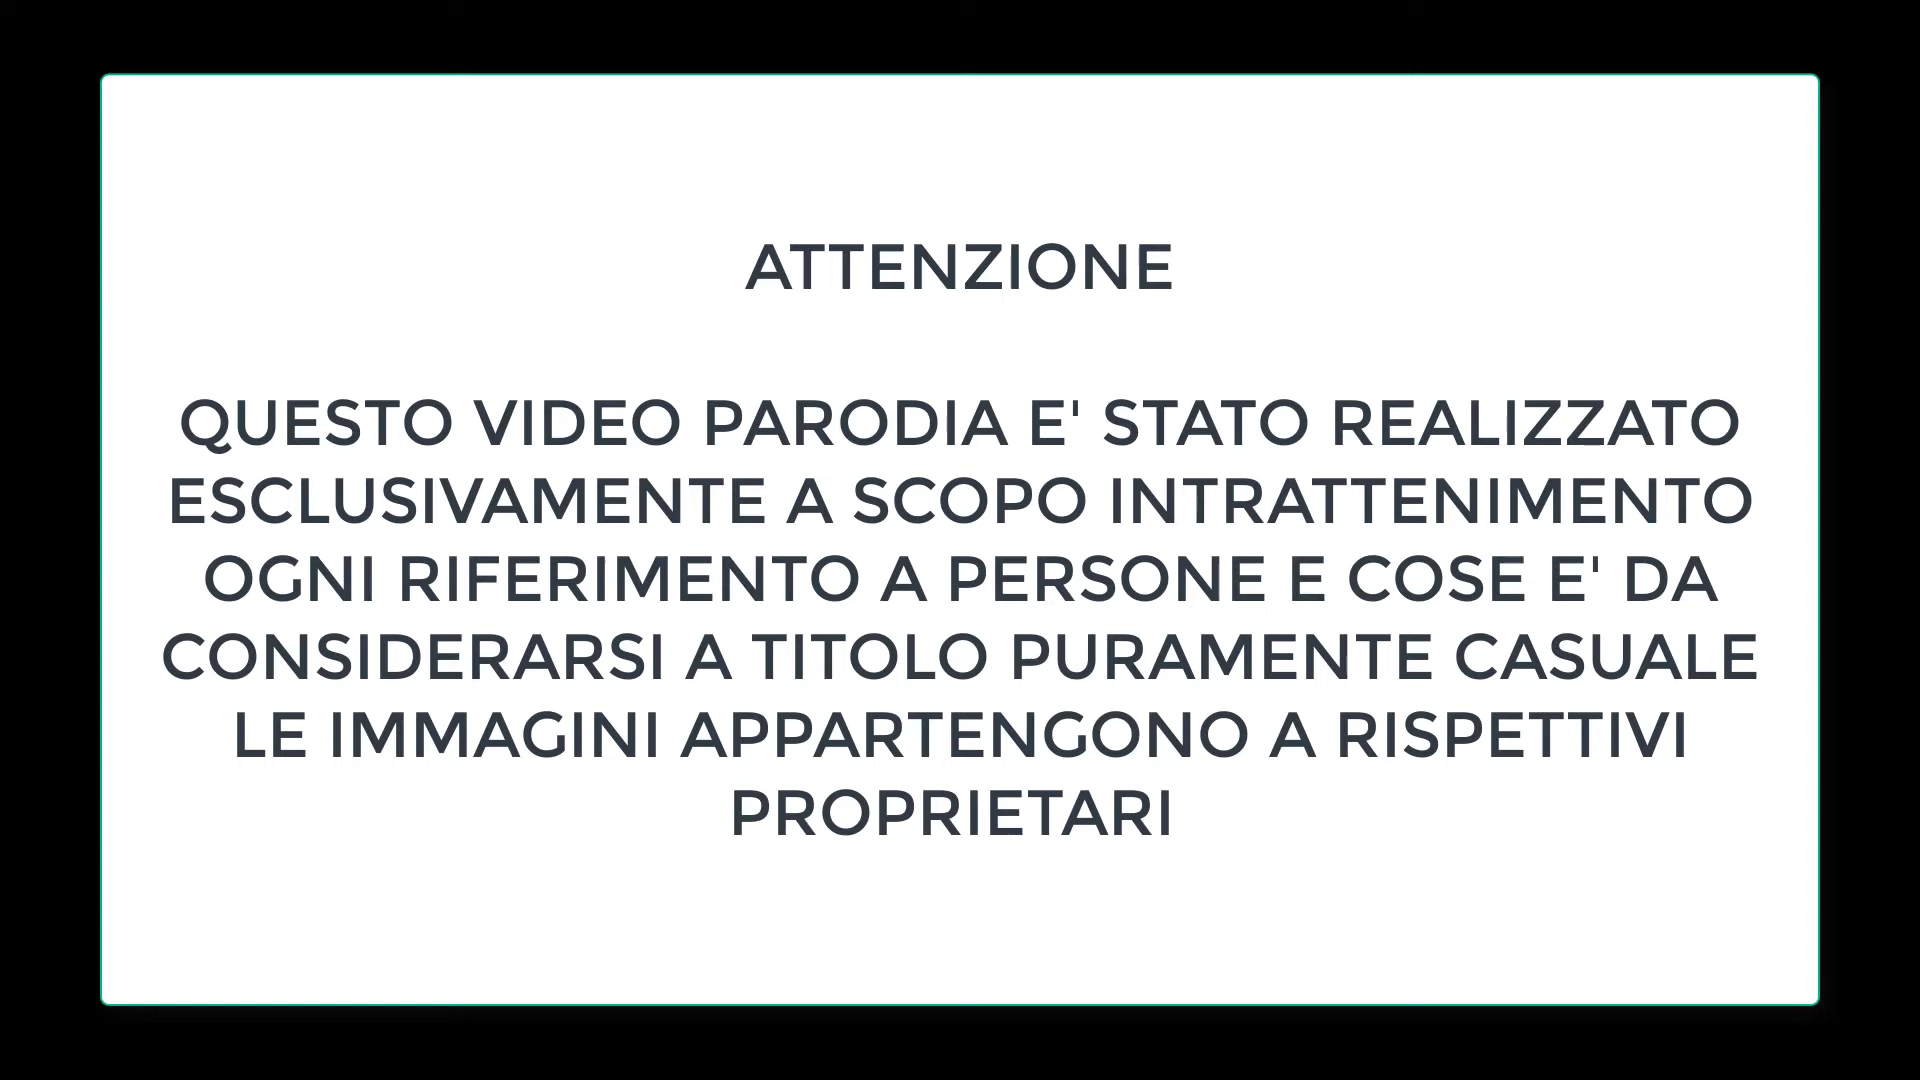 ATTENZIONE
QUESTO VIDEO PARODIA E' STATO REALIZZATO
ESCLUSIVAMENTE A SCOPO INTRATTENIMENTO
OGNI RIFERIMENTO A PERSONE E COSE E' DA
CONSIDERARSI A TITOLO PURAMENTE CASUALE
LE IMMAGINI APPARTENGONO A RISPETTIVI
PROPRIETARI